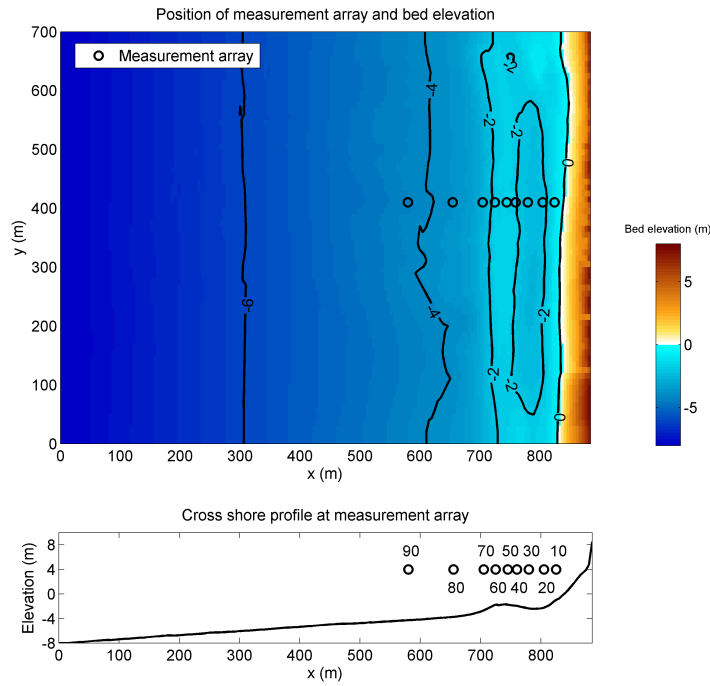 Position of measurement array and bed elevation
Measurement array
y (m)
700
600
500
400
300
200
100
0
-6
-4
-4
-2
-2
-2
-2
-2
-2
0
0
0 100 200 300 400 500 600 700 800
x (m)
Bed elevation (m)
5
0
-5
Cross shore profile at measurement array
Elevation (m)
8
4
0
-4
-8
90 70 50 30 10
80 60 40 20
0 100 200 300 400 500 600 700 800
x (m)